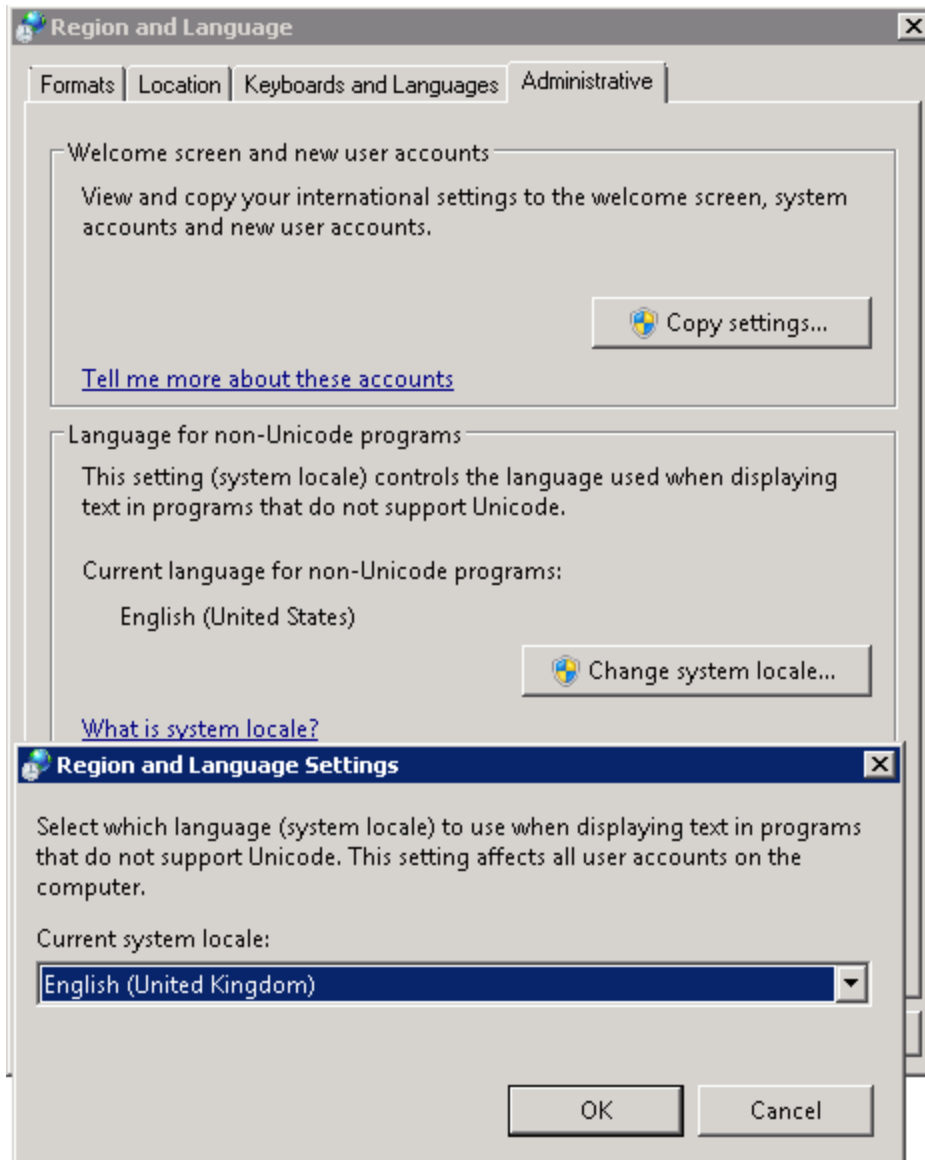 Region and Language
Formats Location Keyboards and Languages Administrative
Welcome screen and new user accounts
View and copy your international settings to the welcome screen, system
accounts and new user accounts.
Copy settings...
Tell me more about these accounts
Language for non-Unicode programs
This setting (system locale) controls the language used when displaying
text in programs that do not support Unicode.
Current language for non-Unicode programs:
English (United States)
Change system locale...
What is system locale?
Region and Language Settings
Select which language (system locale) to use when displaying text in programs
that do not support Unicode. This setting affects all user accounts on the
computer.
Current system locale:
English (United Kingdom)
OK Cancel